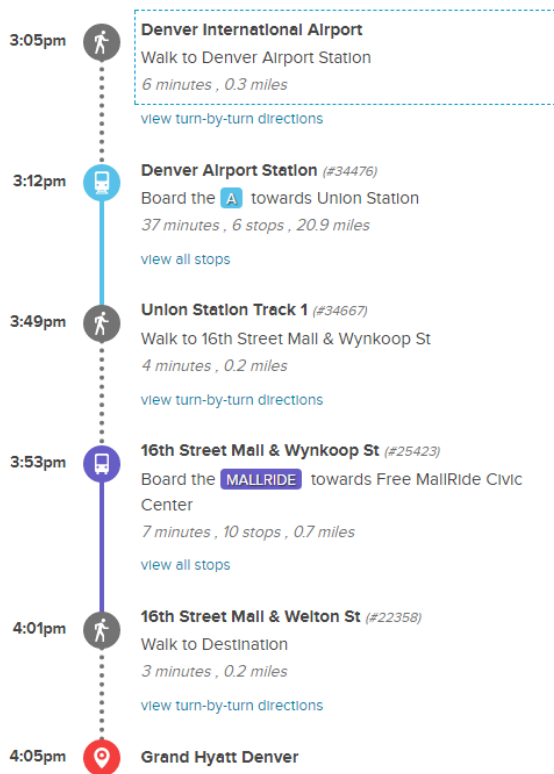 3:05pm
Denver International Airport
Walk to Denver Airport Station
6 minutes , 0.3 miles
view turn-by-turn directions
3:12pm
Denver Airport Station (#34476)
Board the A towards Union Station
37 minutes , 6 stops , 20.9 miles
view all stops
3:49pm
Union Station Track 1 (#34667)
Walk to 16th Street Mall & Wynkoop St
4 minutes , 0.2 miles
view turn-by-turn directions
3:53pm
16th Street Mall & Wynkoop St (#25423)
Board the MALLRIDE towards Free MallRide Civic
Center
7 minutes , 10 stops , 0.7 miles
view all stops
4:01pm
16th Street Mall & Welton St (#22358)
Walk to Destination
3 minutes , 0.2 miles
view turn-by-turn directions
4:05pm
Grand Hyatt Denver